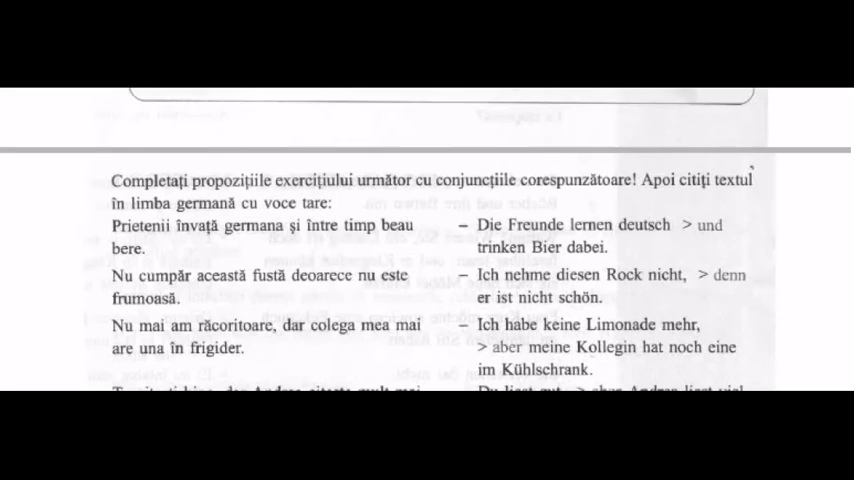 Completați propozițiile exercițiului următor cu conjuncțiile corespunzătoare! Apoi citiți textul
în limba germană cu voce tare:
Prietenii învață germana și între timp beau
bere.
– Die Freunde lernen deutsch > und
trinken Bier dabei.
Nu cumpăr această fustă deoarece nu este
frumoasă.
– Ich nehme diesen Rock nicht, > denn
er ist nicht schön.
Nu mai am răcoritoare, dar colega mea mai
are una în frigider.
– Ich habe keine Limonade mehr,
> aber meine Kollegin hat noch eine
im Kühlschrank.